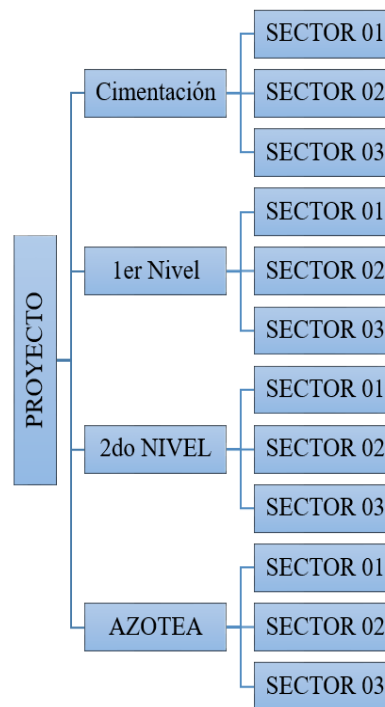 PROYECTO
Cimentación
SECTOR 01
SECTOR 02
SECTOR 03
1er Nivel
SECTOR 01
SECTOR 02
SECTOR 03
2do NIVEL
SECTOR 01
SECTOR 02
SECTOR 03
AZOTEA
SECTOR 01
SECTOR 02
SECTOR 03